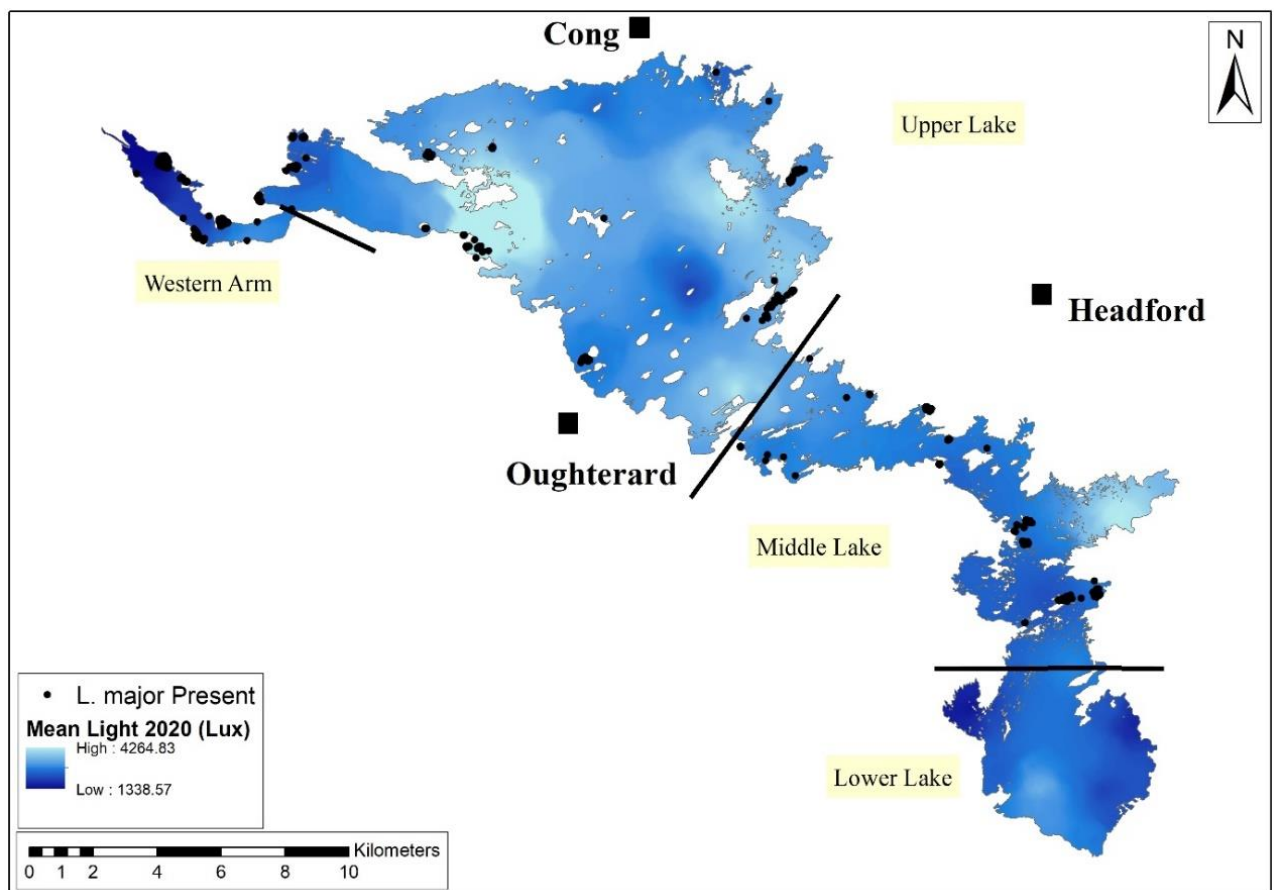 Cong
N
Upper Lake
Western Arm
Headford
Oughterard
Middle Lake
Lower Lake
L. major Present
Mean Light 2020 (Lux)
High : 4264.83
Low : 1338.57
Kilometers
0 1 2 4 6 8 10